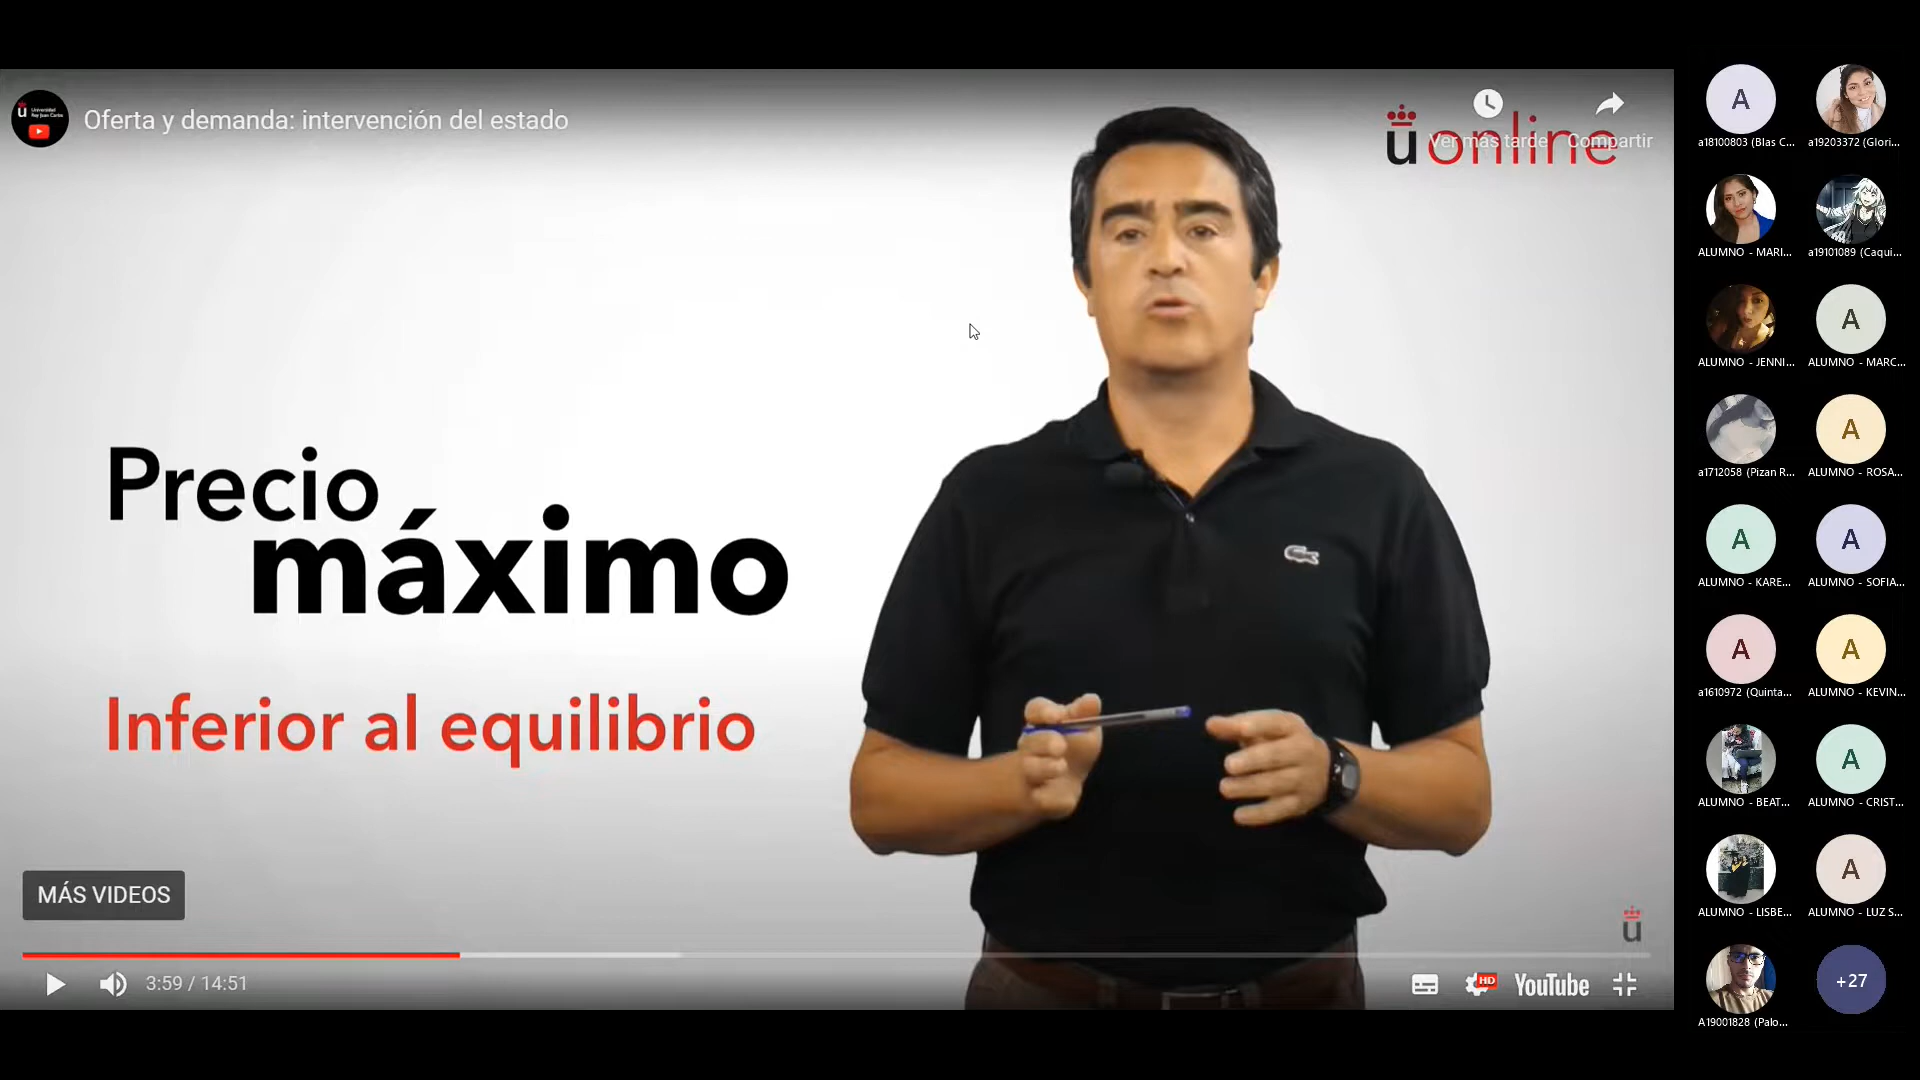 Oferta y demanda: intervención del estado
Ver más tarde
Compartir
u online
Precio
máximo
Inferior al equilibrio
MÁS VIDEOS
3:59 / 14:51
HD
YouTube
u
A
a18100803 (Blas C...
a19203372 (Glori...
ALUMNO - MARI...
a19101089 (Caqui...
ALUMNO - JENNI...
A
ALUMNO - MARC...
a1712058 (Pizan R...
A
ALUMNO - ROSA...
A
ALUMNO - KARE...
A
ALUMNO - SOFIA...
A
a1610972 (Quinta...
A
ALUMNO - KEVIN...
ALUMNO - BEAT...
A
ALUMNO - CRIST...
ALUMNO - LISBE...
A
ALUMNO - LUZ S...
A19001828 (Palo...
+27